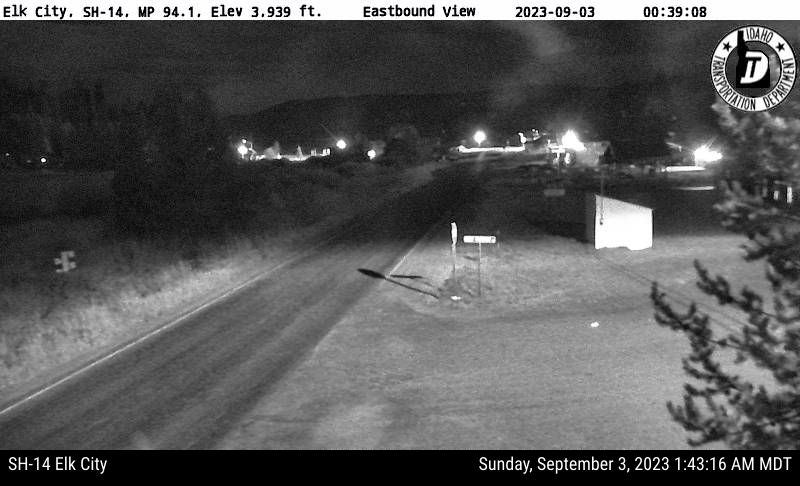 Elk City, SH-14, MP 94.1, Elev 3,939 ft. Eastbound View 2023-09-03 00:39:08
IDAHO
TRANSPORTATION DEPARTMENT
SH-14 Elk City Sunday, September 3, 2023 1:43:16 AM MDT